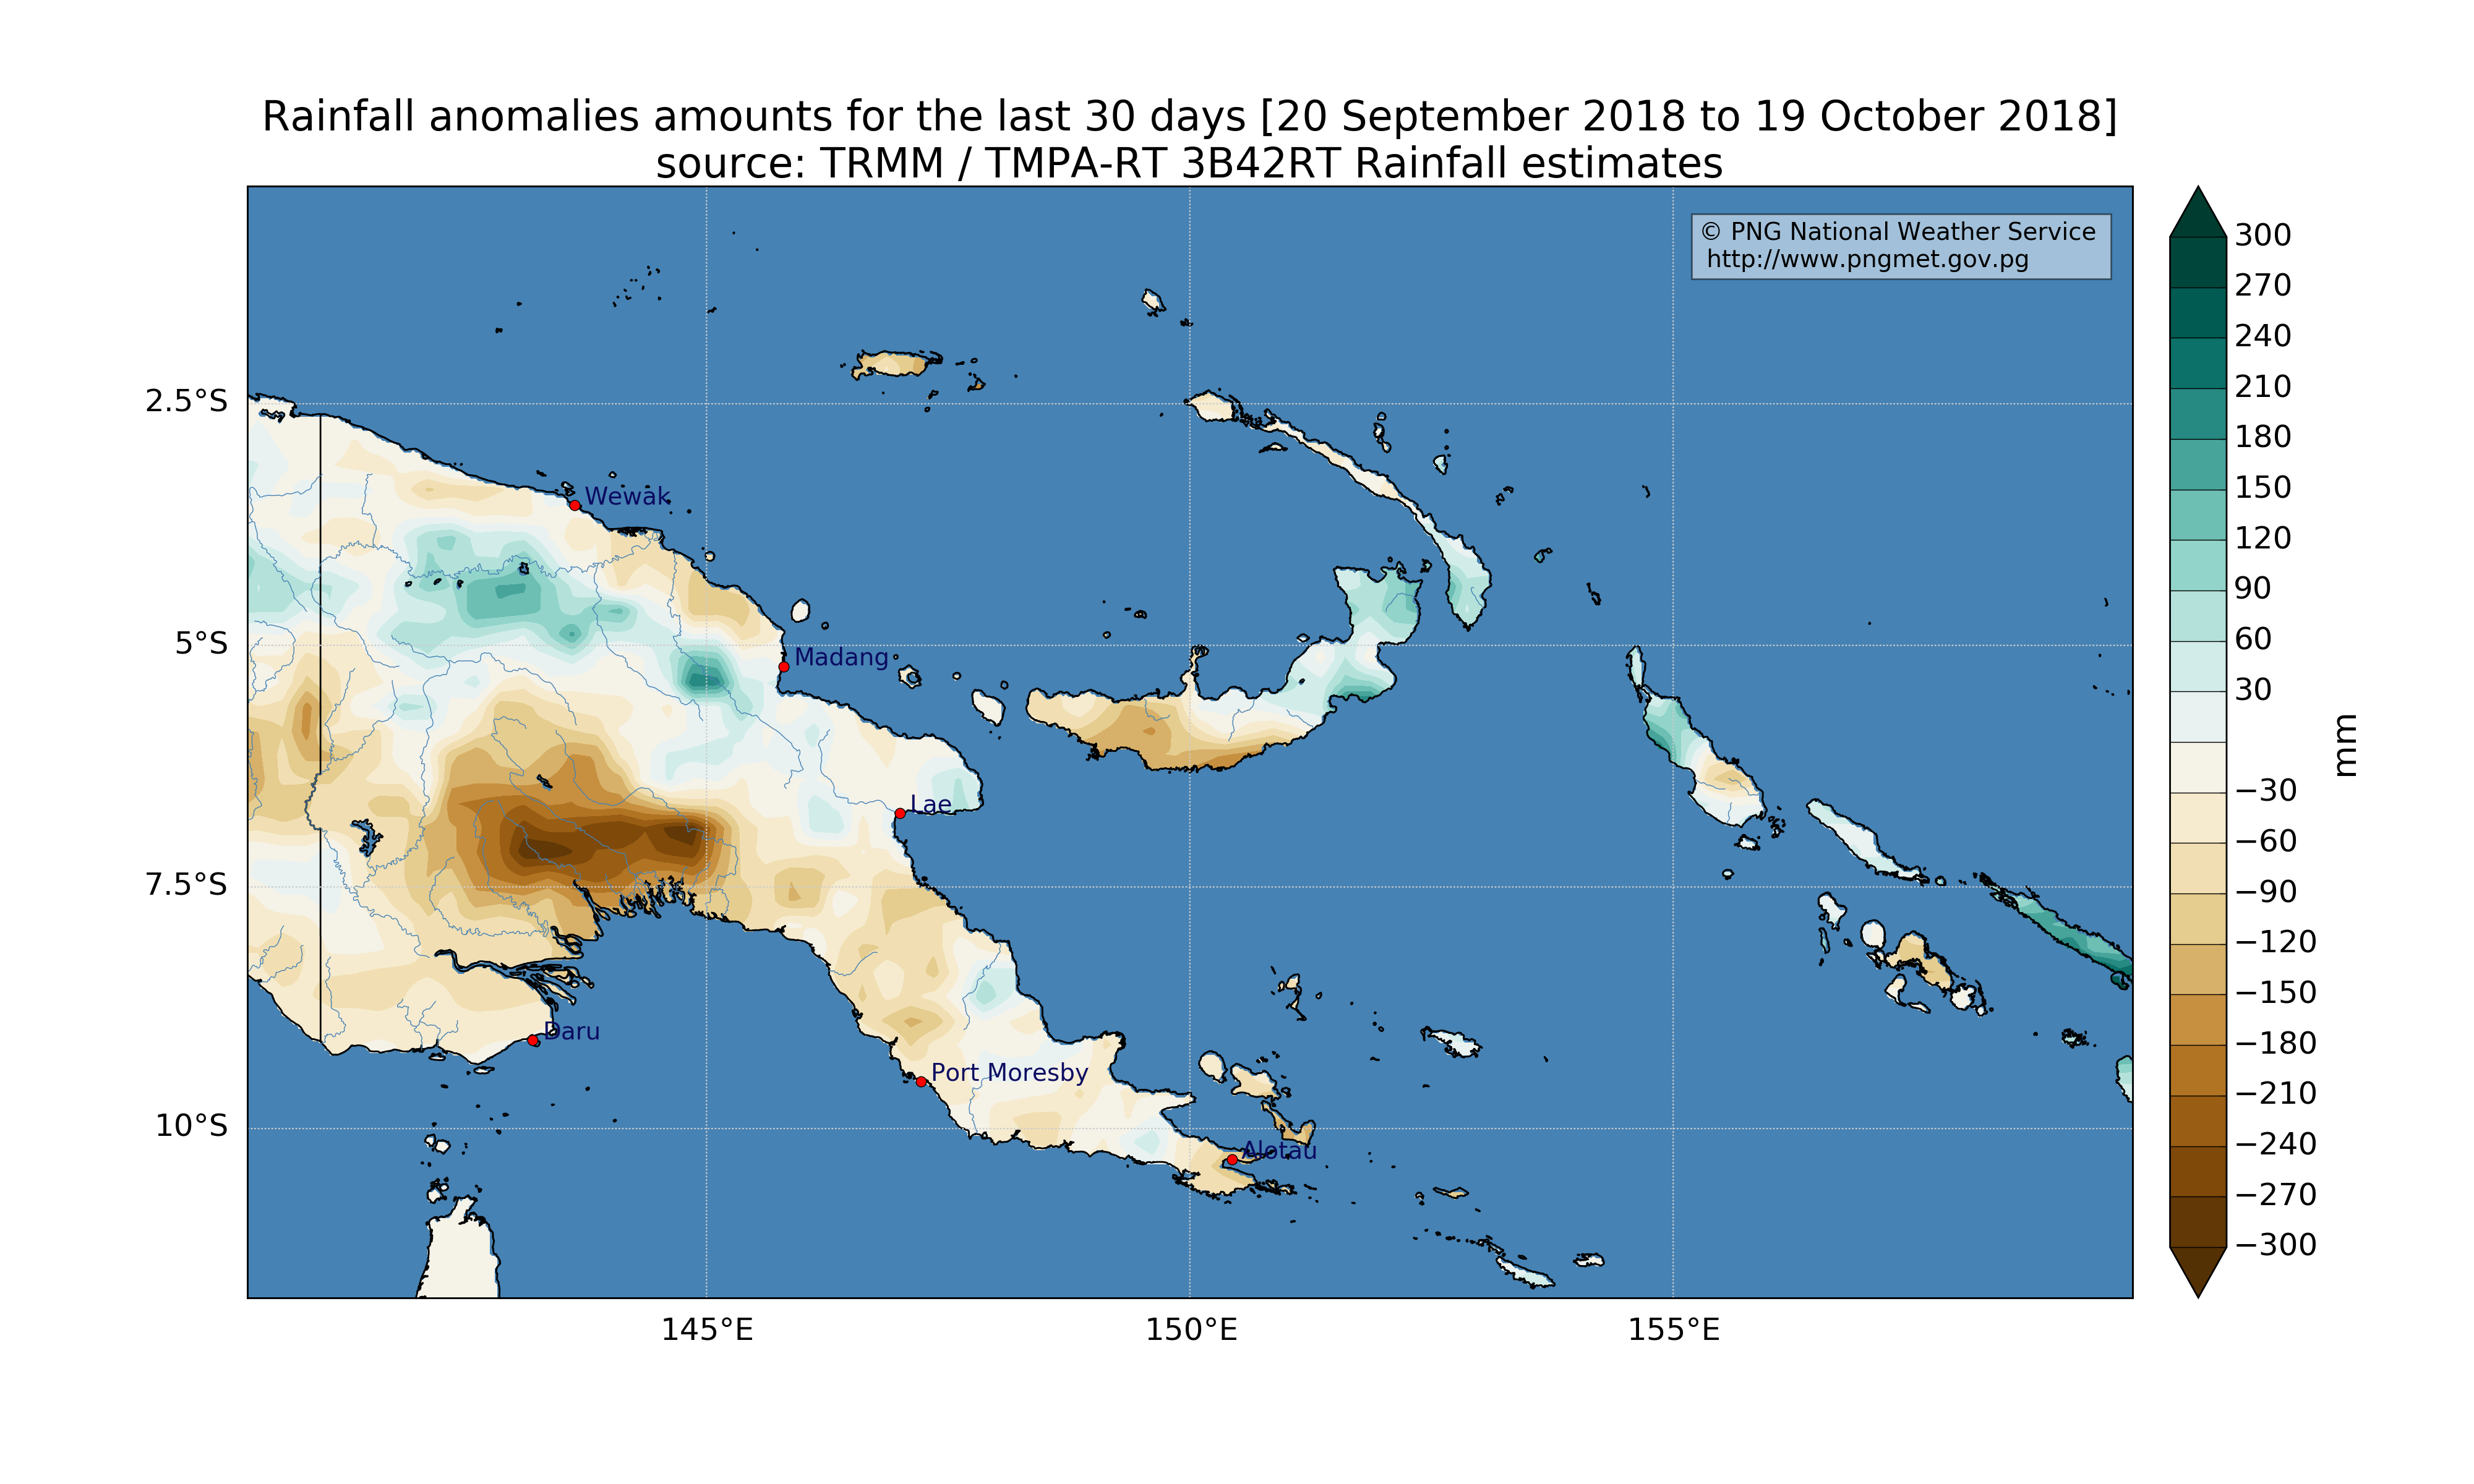 Rainfall anomalies amounts for the last 30 days [20 September 2018 to 19 October 2018]
source: TRMM / TMPA-RT 3B42RT Rainfall estimates
© PNG National Weather Service
http://www.pngmet.gov.pg
2.5°S
5°S
7.5°S
10°S
Wewak
Madang
Lae
Daru
Port Moresby
Alotau
145°E
150°E
155°E
300
270
240
210
180
150
120
90
60
30
−30
−60
−90
−120
−150
−180
−210
−240
−270
−300
mm